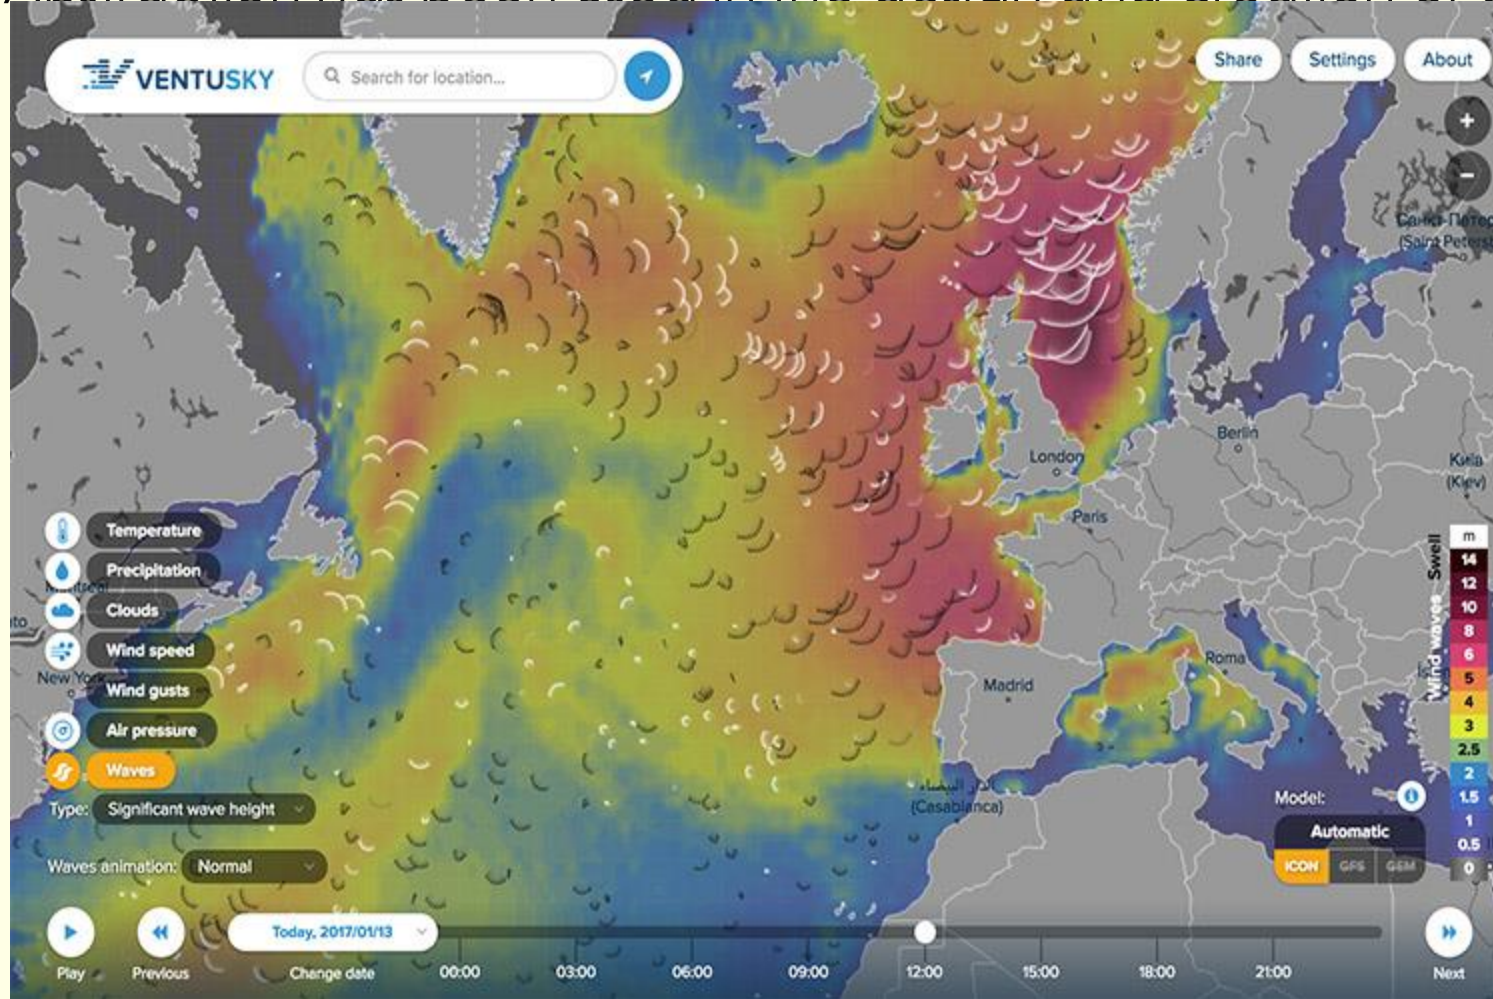 VENTUSKY
Search for location...
Share
Settings
About
+
−
(Saint Peterst
Berlin
London
Київ
(Kiev)
Paris
Swell
Wind waves
m
14
12
10
8
6
5
4
3
2.5
2
1.5
1
0.5
0
Temperature
Precipitation
Clouds
Wind speed
New York
Wind gusts
Air pressure
Waves
Roma
Madrid
الدار البيضاء
(Casablanca)
Type:
Significant wave height
Waves animation:
Normal
Model:
Automatic
ICON
GFS
GEM
Today, 2017/01/13
Play
Previous
Change date
00:00
03:00
06:00
09:00
12:00
15:00
18:00
21:00
Next